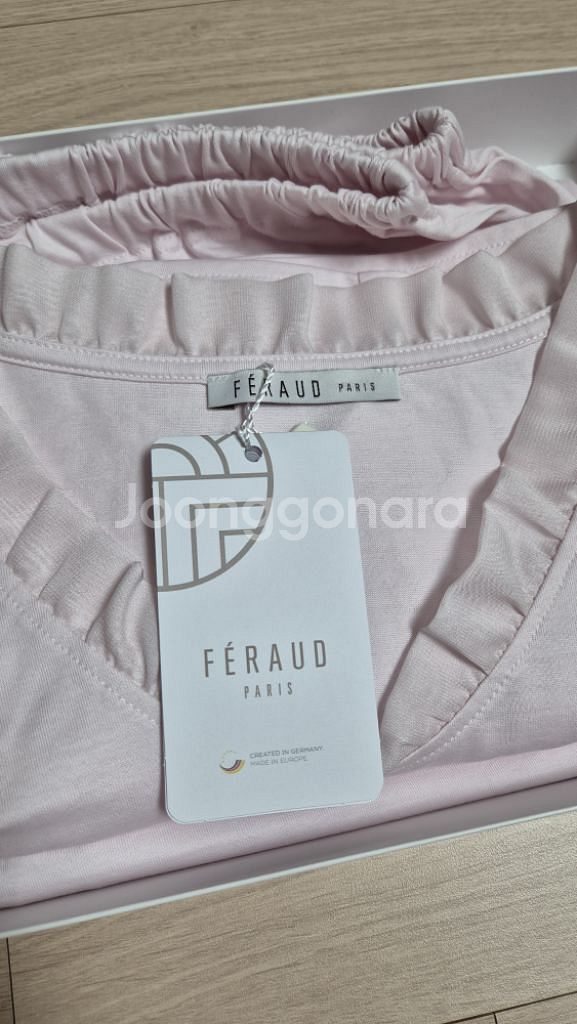 FÉRAUD PARIS
Joonggonara
FÉRAUD
PARIS
CREATED IN GERMANY.
MADE IN EUROPE.